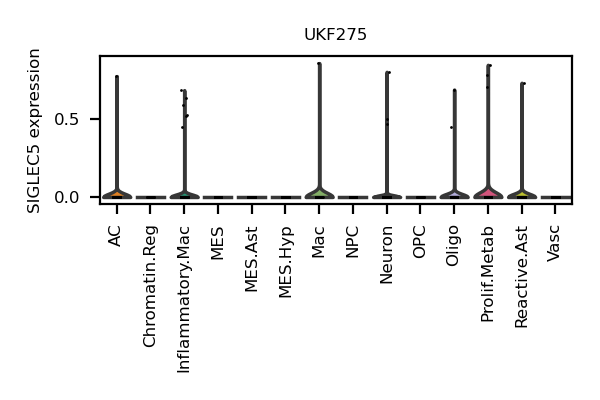 UKF275
SIGLEC5 expression
0.5
0.0
AC
Chromatin.Reg
Inflammatory.Mac
MES
MES.Ast
MES.Hyp
Mac
NPC
Neuron
OPC
Oligo
Prolif.Metab
Reactive.Ast
Vasc